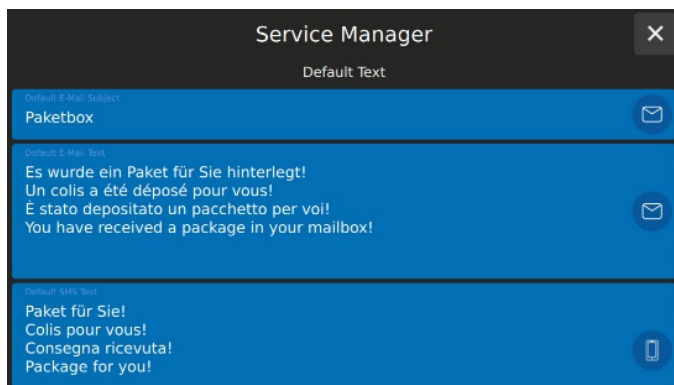 Service Manager
Default Text
Default E-Mail Subject
Paketbox
Default E-Mail Text
Es wurde ein Paket für Sie hinterlegt!
Un colis a été déposé pour vous!
È stato depositato un pacchetto per voi!
You have received a package in your mailbox!
Default SMS Text
Paket für Sie!
Colis pour vous!
Consegna ricevuta!
Package for you!